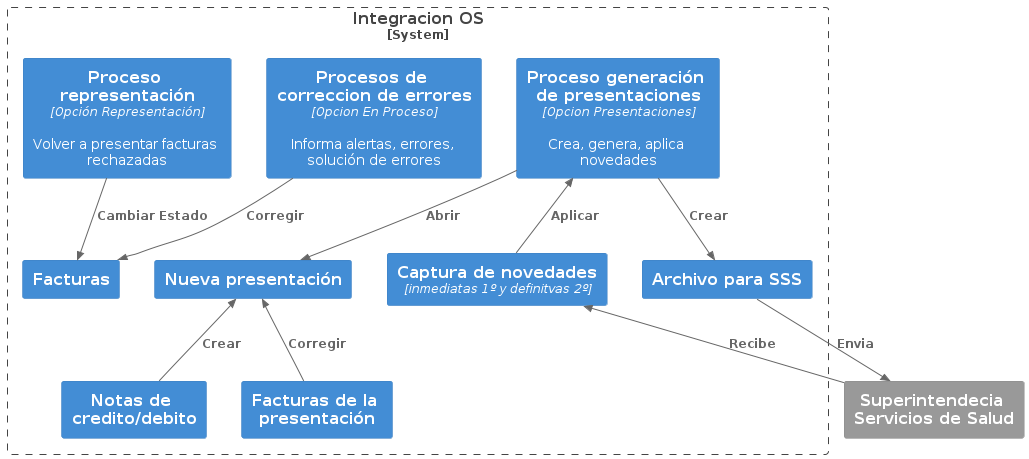 Integracion OS
[System]
Proceso
representación
[Opción Representación]
Volver a presentar facturas
rechazadas
Procesos de
correccion de errores
[Opcion En Proceso]
Informa alertas, errores,
solución de errores
Proceso generación
de presentaciones
[Opcion Presentaciones]
Crea, genera, aplica
novedades
Cambiar Estado
Corregir
Abrir
Aplicar
Crear
Facturas
Nueva presentación
Captura de novedades
[inmediatas 1º y definitvas 2º]
Archivo para SSS
Crear
Corregir
Recibe
Envia
Notas de
credito/debito
Facturas de la
presentación
Superintendecia
Servicios de Salud